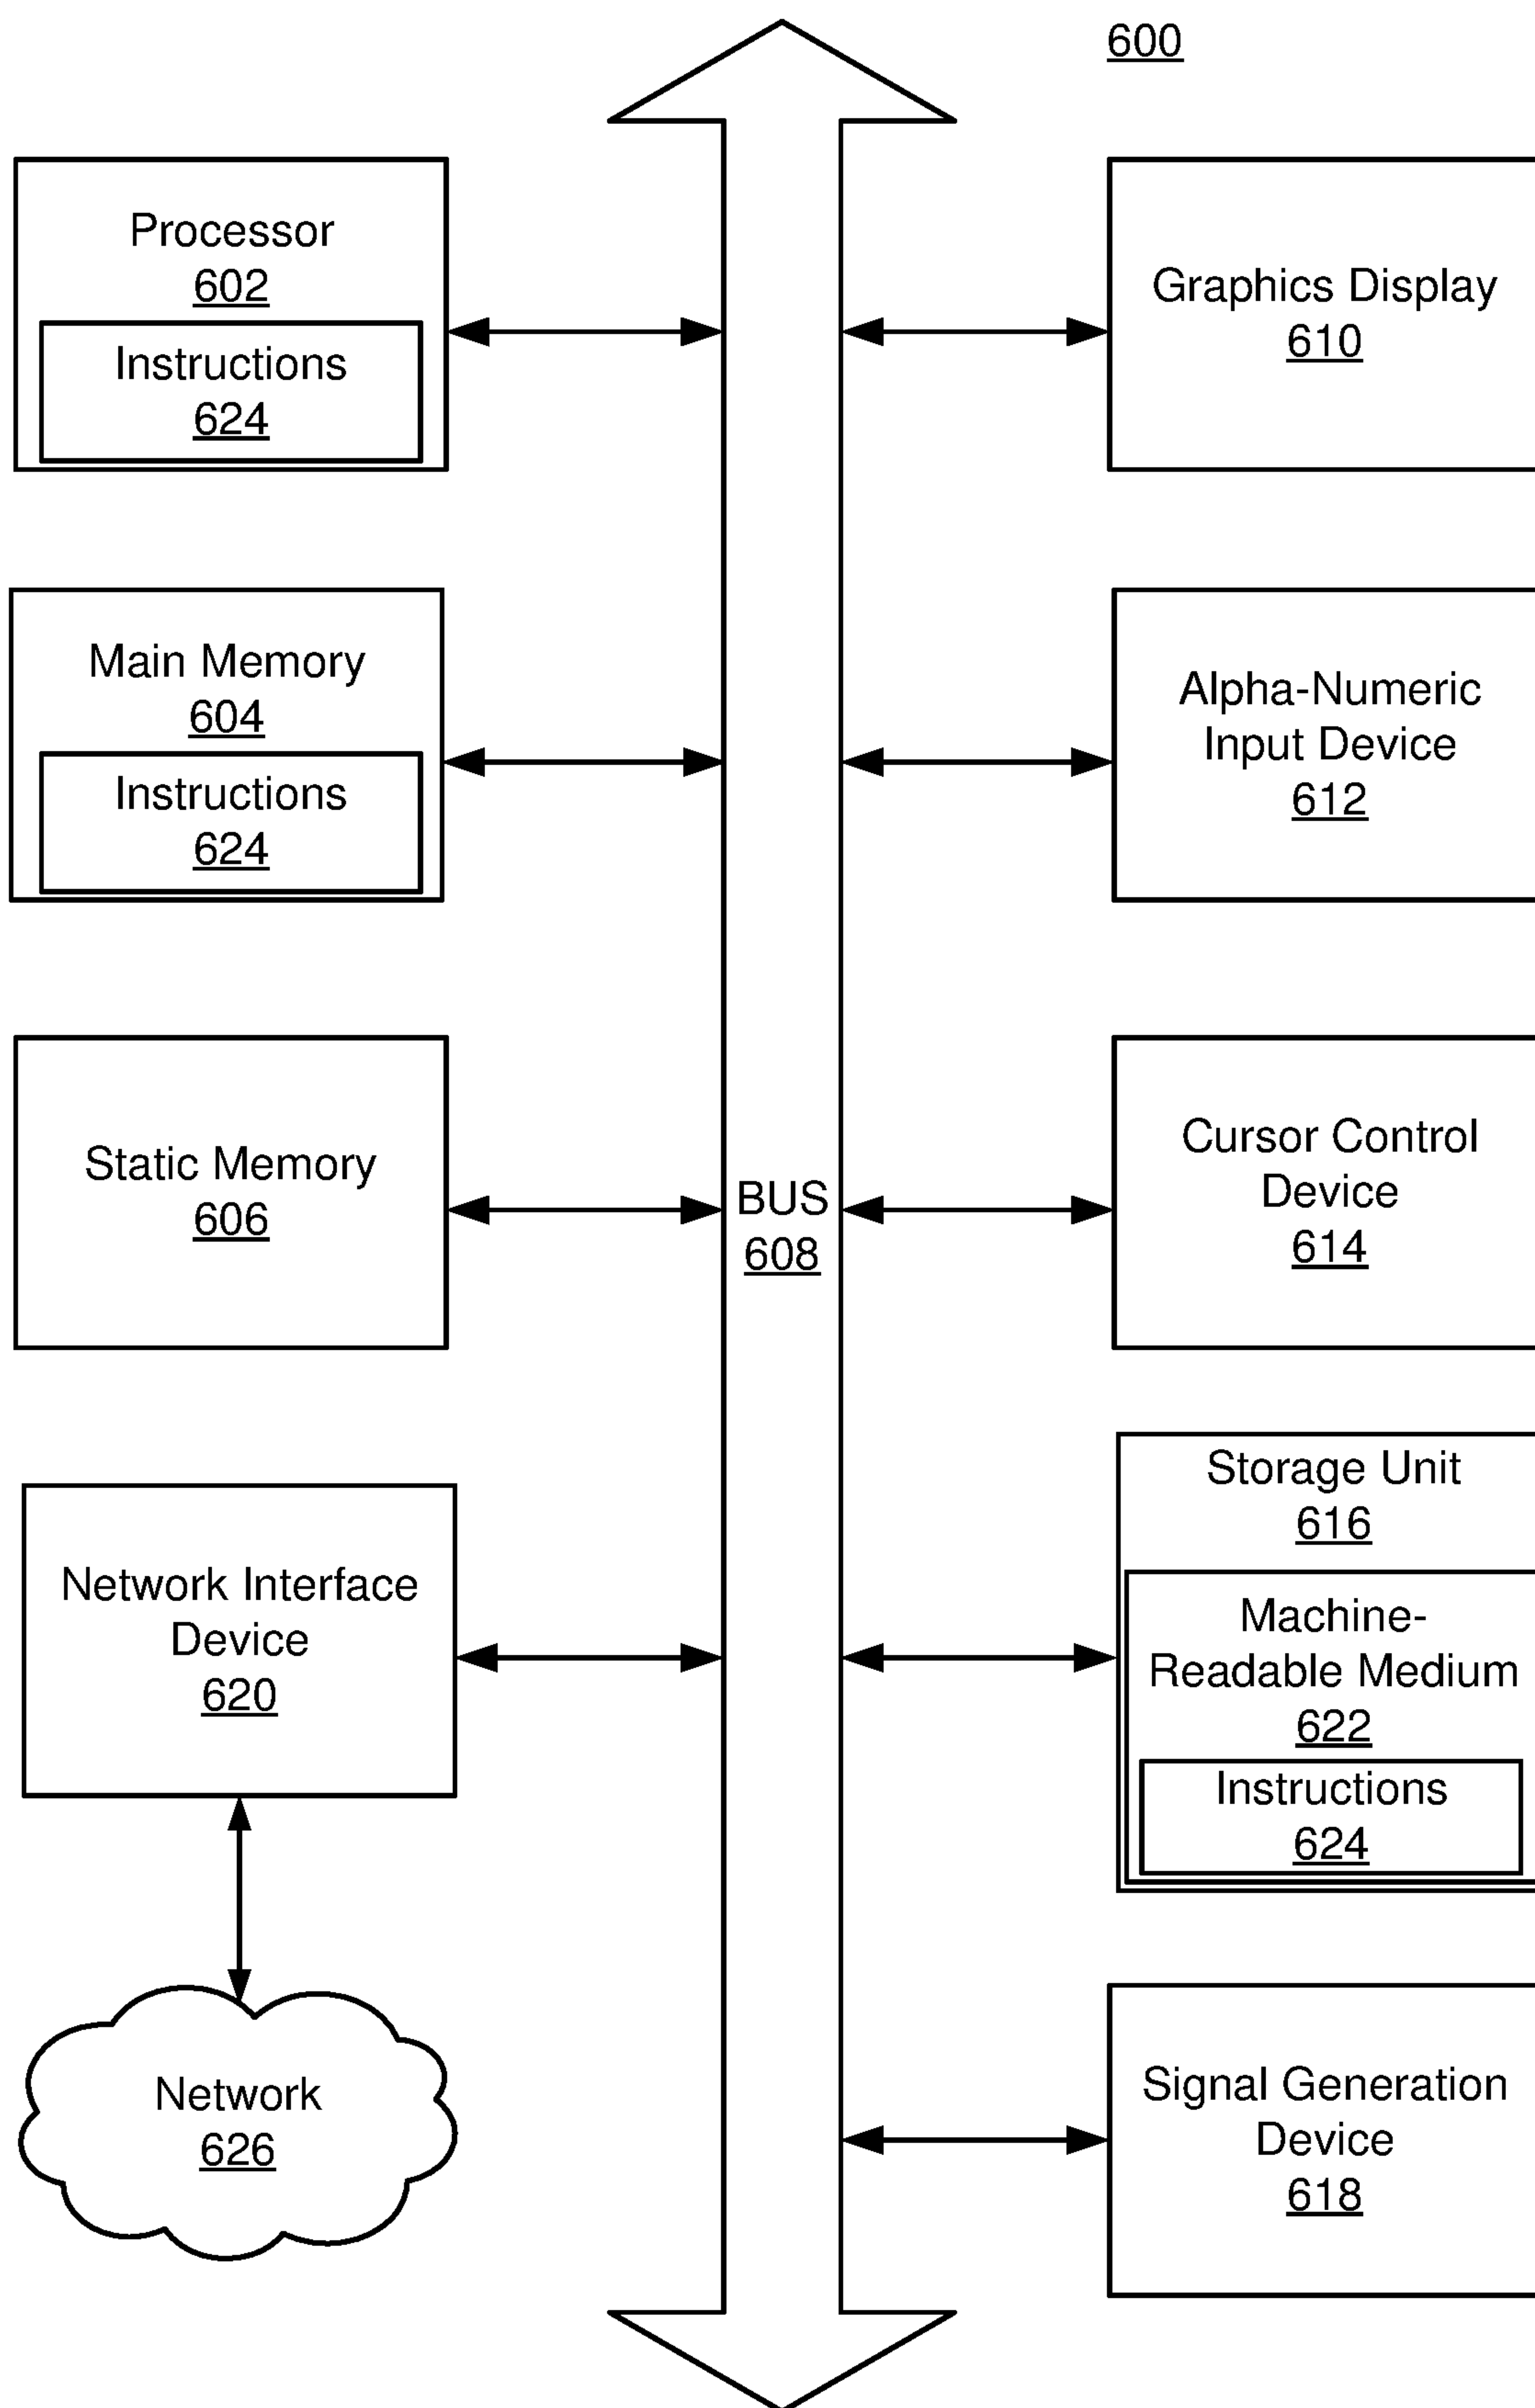 600
Processor
602
Instructions
624
Main Memory
604
Instructions
624
Static Memory
606
Network Interface
Device
620
Network
626
BUS
608
Graphics Display
610
Alpha-Numeric
Input Device
612
Cursor Control
Device
614
Storage Unit
616
Machine-
Readable Medium
622
Instructions
624
Signal Generation
Device
618